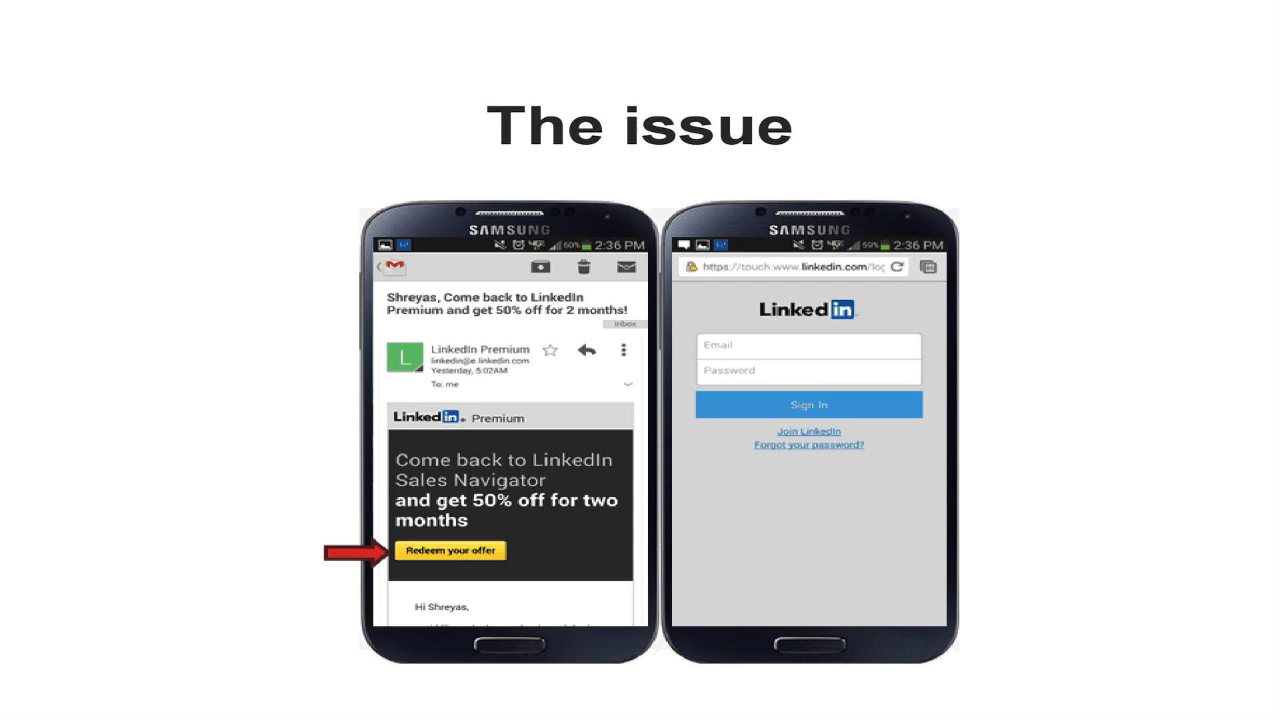 The issue
SAMSUNG
60% 2:36 PM
Shreyas, Come back to LinkedIn
Premium and get 50% off for 2 months!
Inbox
L
LinkedIn Premium
linkedin@e.linkedin.com
Yesterday, 5:02AM
To: me
Linked in Premium
Come back to LinkedIn
Sales Navigator
and get 50% off for two
months
Redeem your offer
Hi Shreyas,
SAMSUNG
59% 2:36 PM
https://touch.www.linkedin.com/log
Linked in
Email
Password
Sign In
Join LinkedIn
Forgot your password?